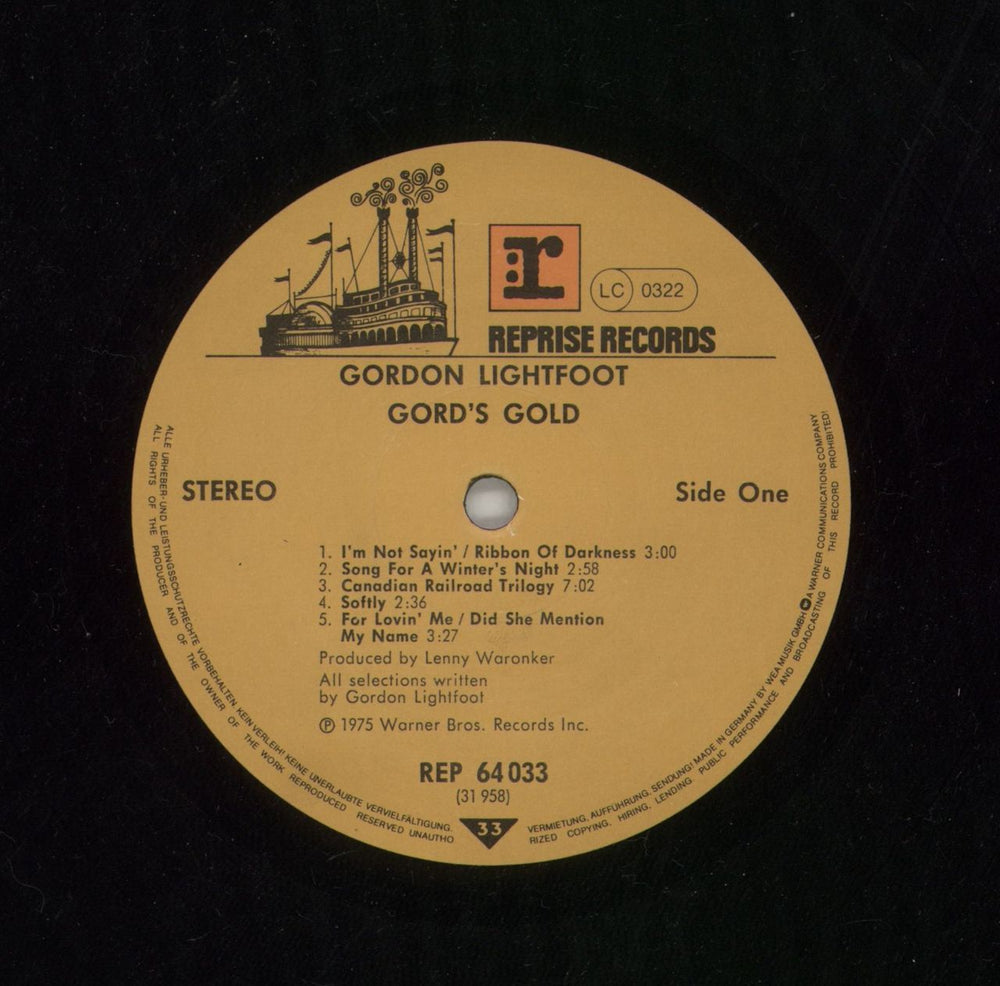 r
LC 0322
REPRISE RECORDS
GORDON LIGHTFOOT
GORD'S GOLD
STEREO
Side One
1. I'm Not Sayin' / Ribbon Of Darkness 3:00
2. Song For A Winter's Night 2:58
3. Canadian Railroad Trilogy 7:02
4. Softly 2:36
5. For Lovin' Me / Did She Mention
My Name 3:27
Produced by Lenny Waronker
All selections written
by Gordon Lightfoot
℗ 1975 Warner Bros. Records Inc.
REP 64 033
(31 958)
33
ALLE URHEBER- UND LEISTUNGSSCHUTZRECHTE VORBEHALTEN KEIN VERLEIH! KEINE UNERLAUBTE VERVIELFÄLTIGUNG, VERMIETUNG, AUFFÜHRUNG, SENDUNG! MADE IN GERMANY BY WEA MUSIK GMBH A WARNER COMMUNICATIONS COMPANY
ALL RIGHTS OF THE PRODUCER AND OF THE OWNER OF THE WORK REPRODUCED RESERVED UNAUTHORIZED COPYING, HIRING, LENDING PUBLIC PERFORMANCE AND BROADCASTING OF THIS RECORD PROHIBITED!